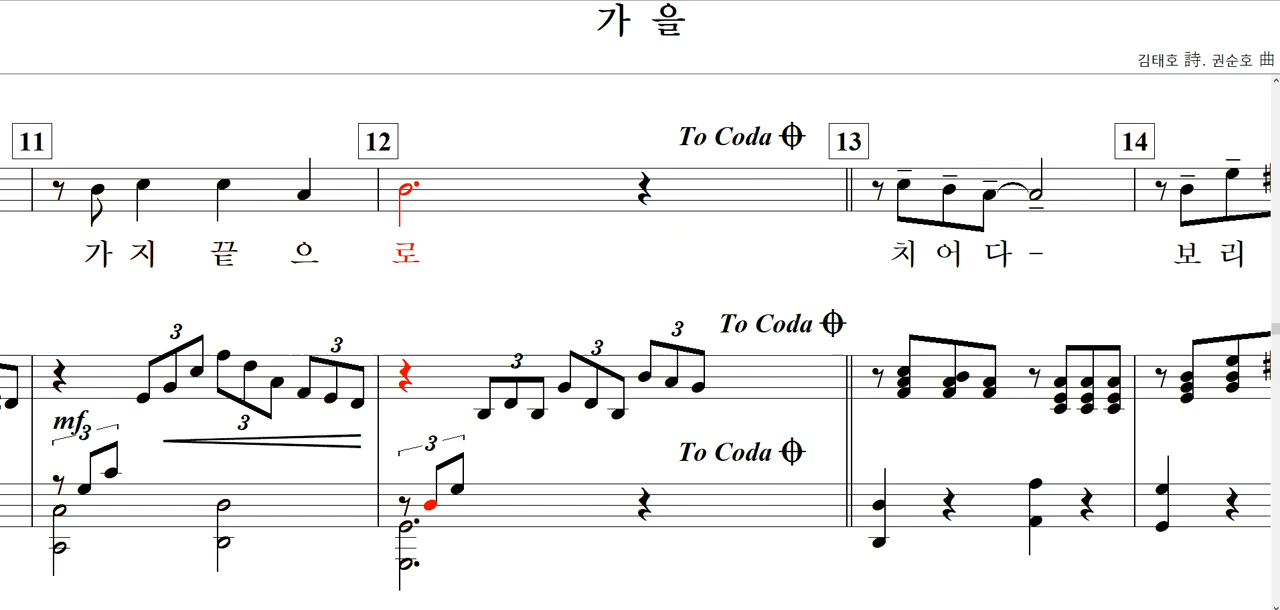 가 을
김태호 詩. 권순호 曲
11 12 To Coda 13 14
가 지 끝 으 로 치 어 다 - 보 리
3 3 3 3 To Coda
3 3
mf
3 3 To Coda